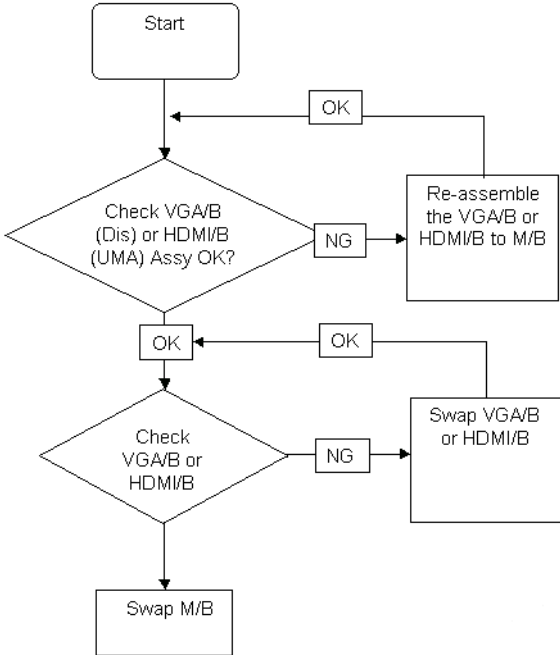 Start
OK
Check VGA/B
(Dis) or HDMI/B
(UMA) Assy OK?
NG
Re-assemble
the VGA/B or
HDMI/B to M/B
OK
OK
Check
VGA/B or
HDMI/B
NG
Swap VGA/B
or HDMI/B
Swap M/B